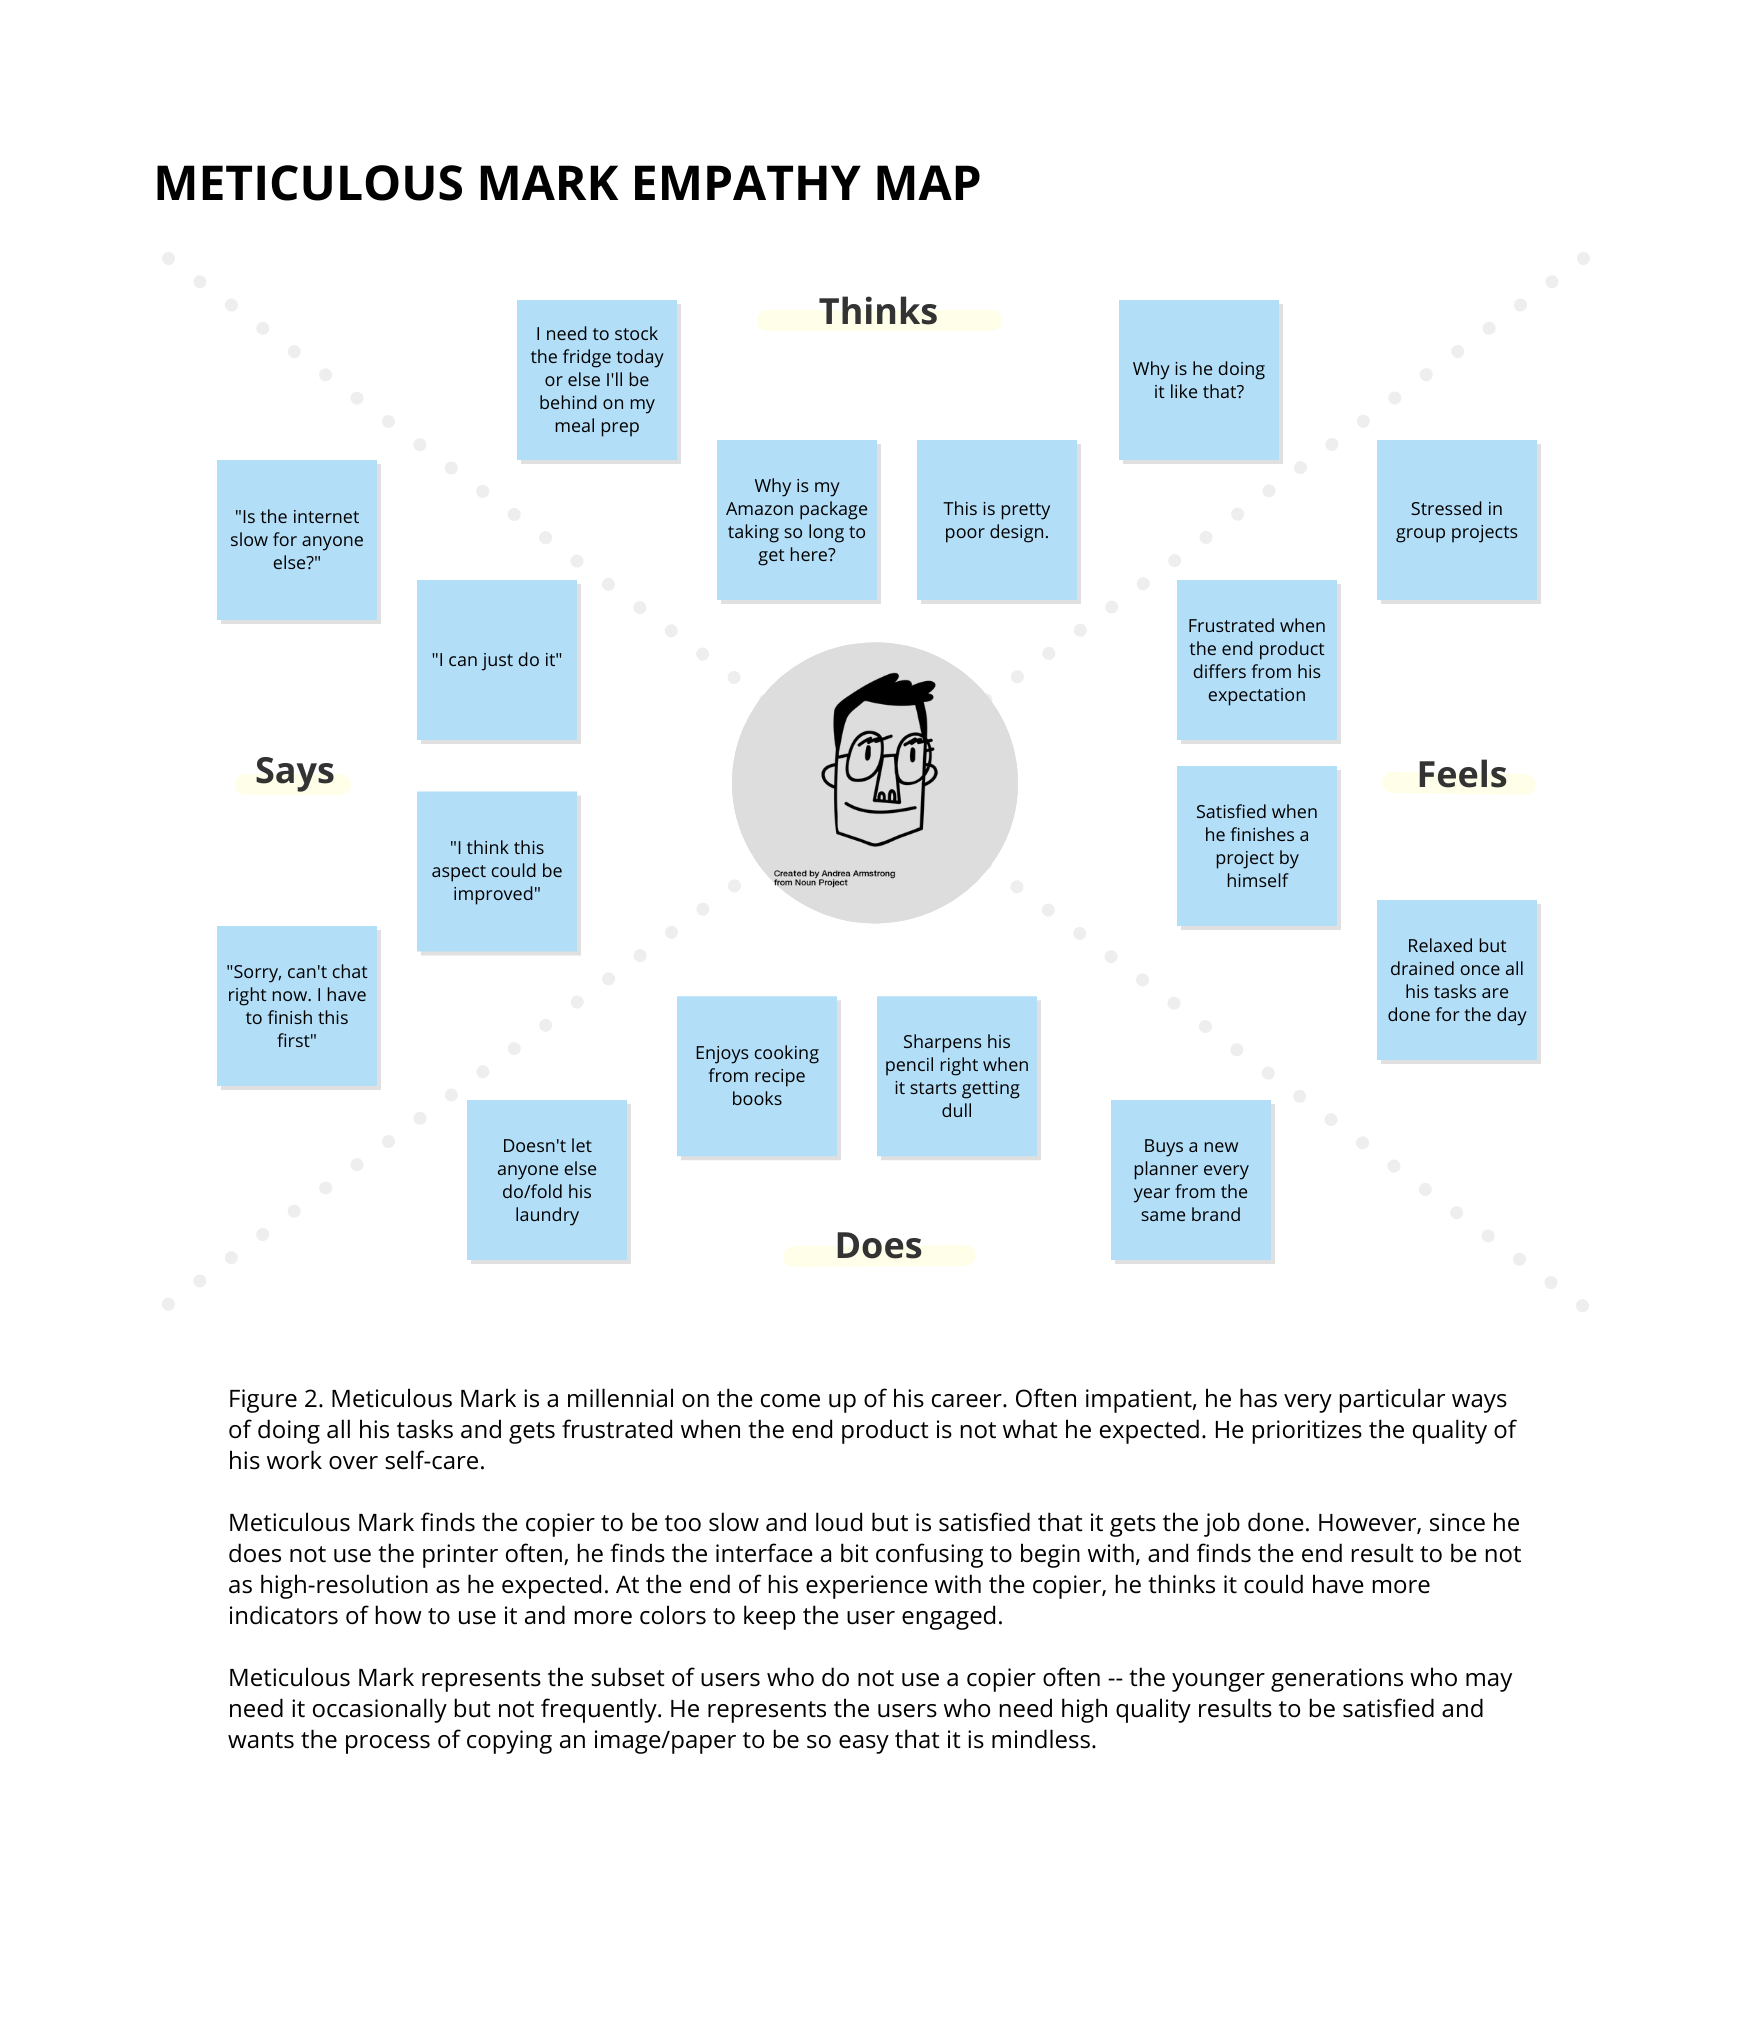 METICULOUS MARK EMPATHY MAP
Thinks
I need to stock
the fridge today
or else I'll be
behind on my
meal prep
Why is my
Amazon package
taking so long to
get here?
This is pretty
poor design.
Why is he doing
it like that?
Says
"Is the internet
slow for anyone
else?"
"I can just do it"
"I think this
aspect could be
improved"
"Sorry, can't chat
right now. I have
to finish this
first"
Created by Andrea Armstrong
from Noun Project
Feels
Stressed in
group projects
Frustrated when
the end product
differs from his
expectation
Satisfied when
he finishes a
project by
himself
Relaxed but
drained once all
his tasks are
done for the day
Doesn't let
anyone else
do/fold his
laundry
Enjoys cooking
from recipe
books
Sharpens his
pencil right when
it starts getting
dull
Buys a new
planner every
year from the
same brand
Does
Figure 2. Meticulous Mark is a millennial on the come up of his career. Often impatient, he has very particular ways
of doing all his tasks and gets frustrated when the end product is not what he expected. He prioritizes the quality of
his work over self-care.
Meticulous Mark finds the copier to be too slow and loud but is satisfied that it gets the job done. However, since he
does not use the printer often, he finds the interface a bit confusing to begin with, and finds the end result to be not
as high-resolution as he expected. At the end of his experience with the copier, he thinks it could have more
indicators of how to use it and more colors to keep the user engaged.
Meticulous Mark represents the subset of users who do not use a copier often -- the younger generations who may
need it occasionally but not frequently. He represents the users who need high quality results to be satisfied and
wants the process of copying an image/paper to be so easy that it is mindless.